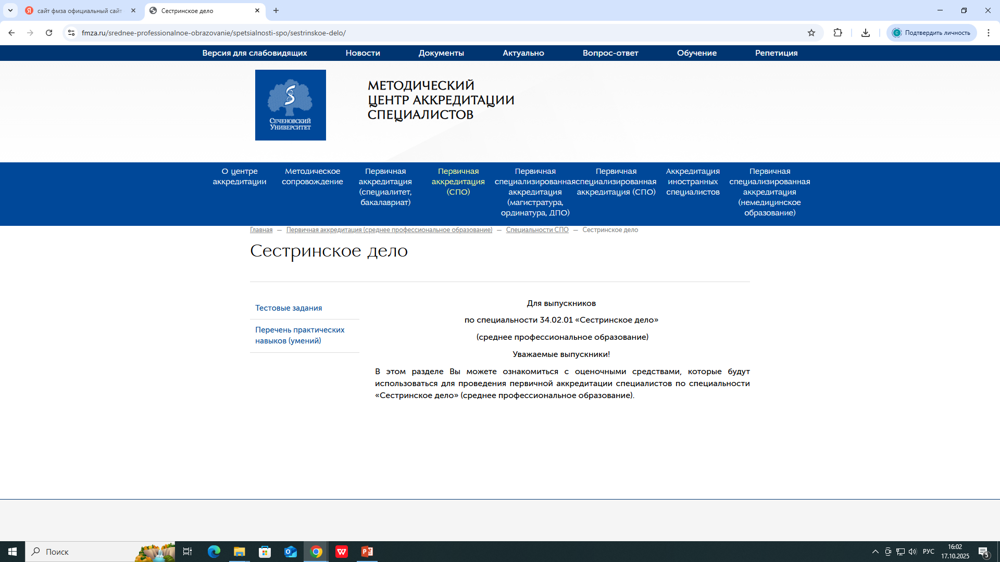 сайт фмза официальный сайт
Сестринское дело
fmza.ru/srednee-professionalnoe-obrazovanie/spetsialnosti-spo/sestrinskoe-delo/
Подтвердить личность
Версия для слабовидящих
Новости
Документы
Актуально
Вопрос-ответ
Обучение
Репетиция
Сеченовский
Университет
МЕТОДИЧЕСКИЙ
ЦЕНТР АККРЕДИТАЦИИ
СПЕЦИАЛИСТОВ
О центре
аккредитации
Методическое
сопровождение
Первичная
аккредитация
(специалитет,
бакалавриат)
Первичная
аккредитация
(СПО)
Первичная
специализированная
аккредитация
(магистратура,
ординатура, ДПО)
Первичная
специализированная
аккредитация (СПО)
Аккредитация
иностранных
специалистов
Первичная
специализированная
аккредитация
(немедицинское
образование)
Главная — Первичная аккредитация (среднее профессиональное образование) — Специальности СПО — Сестринское дело
Сестринское дело
Тестовые задания
Перечень практических
навыков (умений)
Для выпускников
по специальности 34.02.01 «Сестринское дело»
(среднее профессиональное образование)
Уважаемые выпускники!
В этом разделе Вы можете ознакомиться с оценочными средствами, которые будут
использоваться для проведения первичной аккредитации специалистов по специальности
«Сестринское дело» (среднее профессиональное образование).
Поиск
РУС
16:02
17.10.2025
5